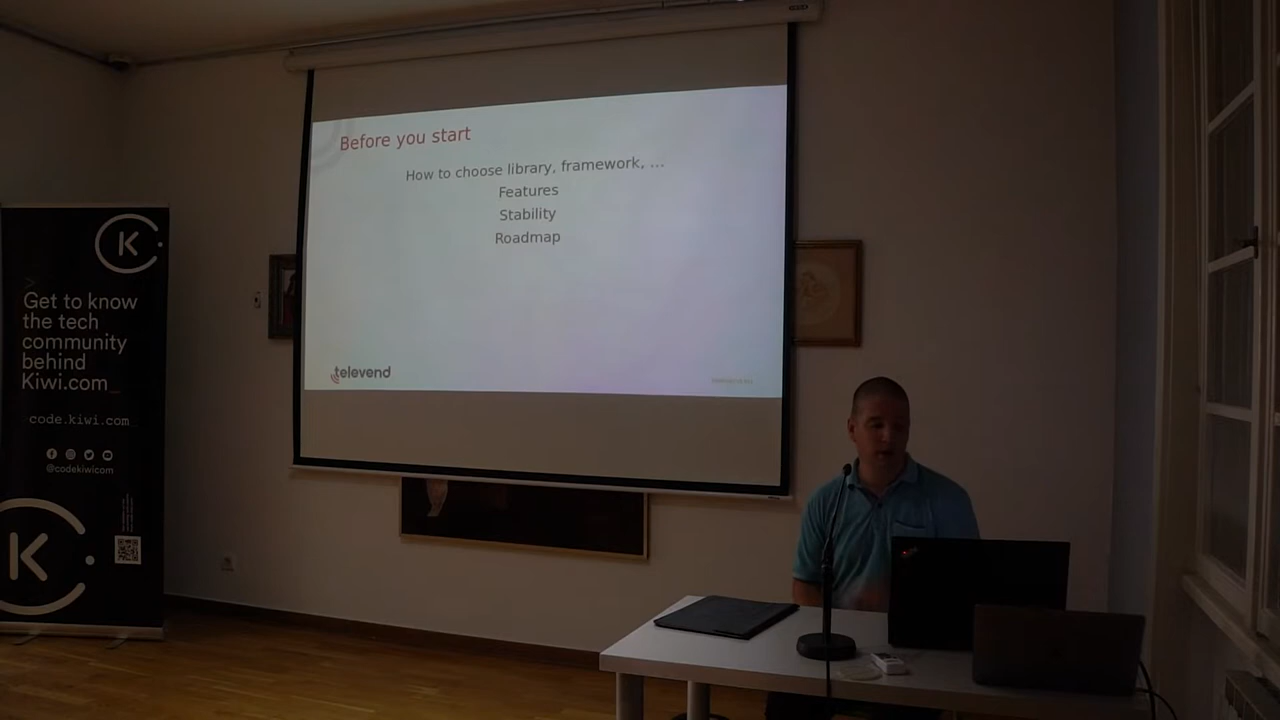 Before you start
How to choose library, framework, ...
Features
Stability
Roadmap
televend
K
>
Get to know
the tech
community
behind
Kiwi.com_
code.kiwi.com
@codekiwicom
K